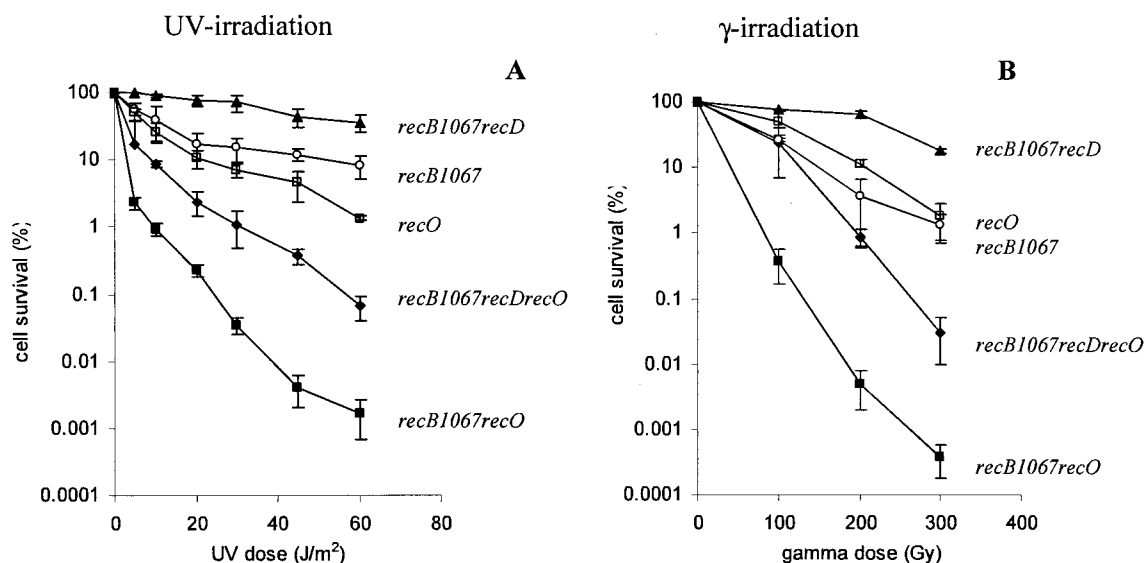 UV-irradiation
A
cell survival (%)
100
10
1
0.1
0.01
0.001
0.0001
0 20 40 60 80
UV dose (J/m²)
recB1067recD
recB1067
recO
recB1067recDrecO
recB1067recO
γ-irradiation
B
cell survival (%)
100
10
1
0.1
0.01
0.001
0.0001
0 100 200 300 400
gamma dose (Gy)
recB1067recD
recO
recB1067
recB1067recDrecO
recB1067recO